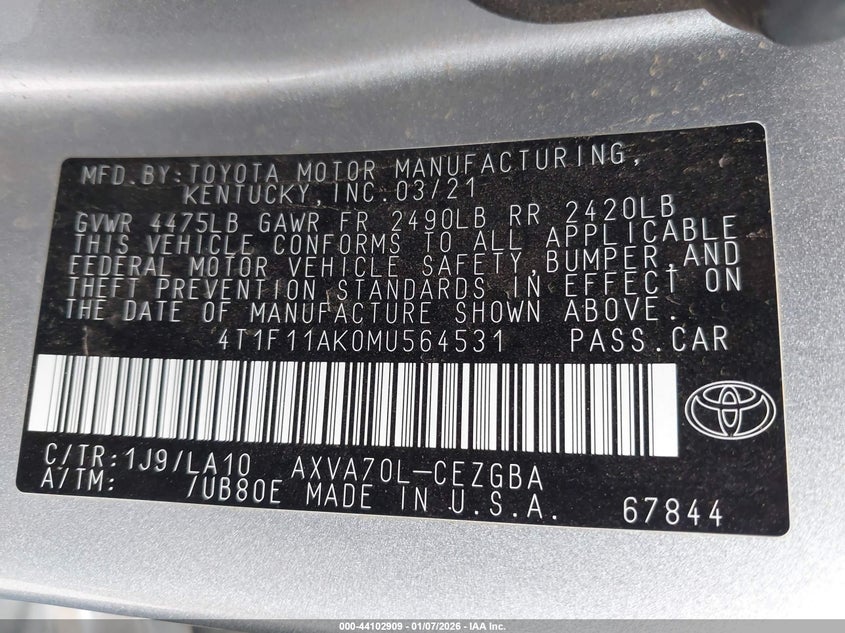 MFD.BY:TOYOTA MOTOR MANUFACTURING,
KENTUCKY,INC.03/21
GVWR 4475LB GAWR FR 2490LB RR 2420LB
THIS VEHICLE CONFORMS TO ALL APPLICABLE
FEDERAL MOTOR VEHICLE SAFETY,BUMPER,AND
THEFT PREVENTION STANDARDS IN EFFECT ON
THE DATE OF MANUFACTURE SHOWN ABOVE.
4T1F11AK0MU564531 PASS.CAR
C/TR:1J9/LA10 AXVA70L-CEZGBA
A/TM: /UB80E MADE IN U.S.A. 67844
000-44102909 | 01/07/2026 | IAA Inc.